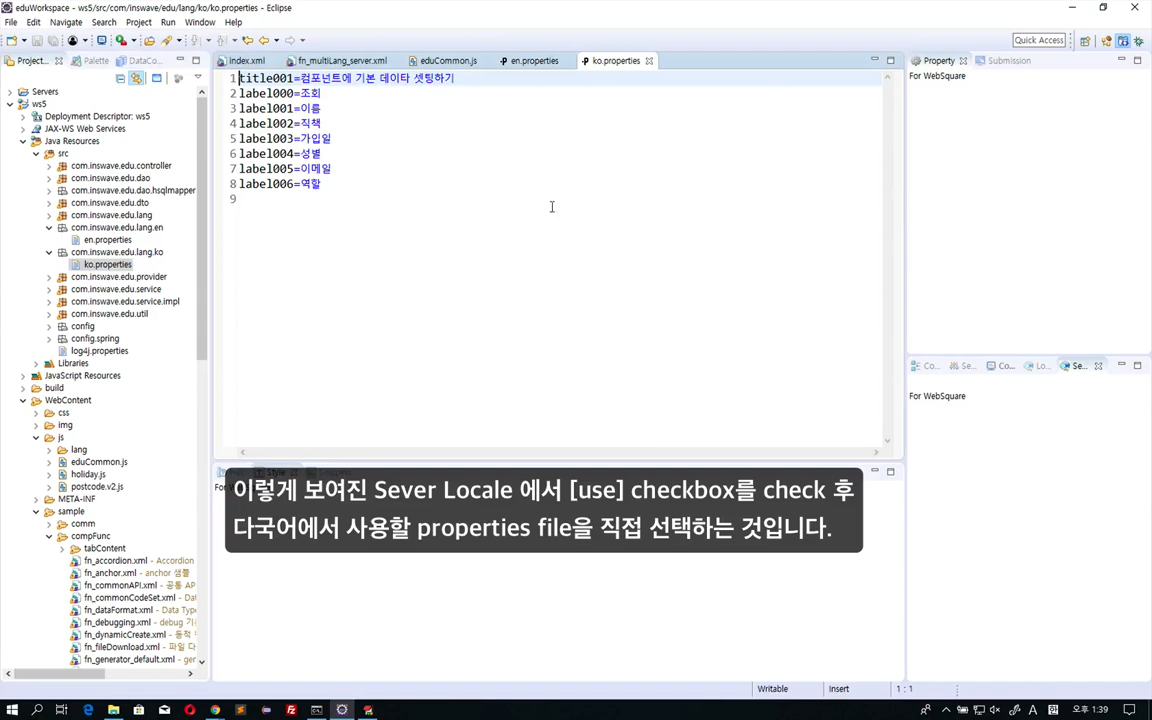 eduWorkspace - ws5/src/com/inswave/edu/lang/ko/ko.properties - Eclipse
File Edit Navigate Search Project Run Window Help
Quick Access
Project... Palette DataCo...
index.xml fn_multiLang_server.xml eduCommon.js en.properties ko.properties
Property Submission
For WebSquare
Servers
ws5
Deployment Descriptor: ws5
JAX-WS Web Services
Java Resources
src
com.inswave.edu.controller
com.inswave.edu.dao
com.inswave.edu.dao.hsqlmapper
com.inswave.edu.dto
com.inswave.edu.lang
com.inswave.edu.lang.en
en.properties
com.inswave.edu.lang.ko
ko.properties
com.inswave.edu.provider
com.inswave.edu.service
com.inswave.edu.service.impl
com.inswave.edu.util
config
config.spring
log4j.properties
Libraries
JavaScript Resources
build
WebContent
css
img
js
lang
eduCommon.js
holiday.js
postcode.v2.js
META-INF
sample
comm
compFunc
tabContent
fn_accordion.xml - Accordion
fn_anchor.xml - anchor 샘플
fn_commonAPI.xml - 공통 AP
fn_commonCodeSet.xml - Dat
fn_dataFormat.xml - Data Type
fn_debugging.xml - debug 기
fn_dynamicCreate.xml - 동적
fn_fileDownload.xml - 파일 다
fn_generator_default.xml - ger
1 title001=컴포넌트에 기본 데이타 셋팅하기
2 label000=조회
3 label001=이름
4 label002=직책
5 label003=가입일
6 label004=성별
7 label005=이메일
8 label006=역할
9
Co... Se... Co... Lo... Se...
For WebSquare
이렇게 보여진 Sever Locale 에서 [use] checkbox를 check 후
다국어에서 사용할 properties file을 직접 선택하는 것입니다.
Writable Insert 1 : 1
A 한 오후 1:39